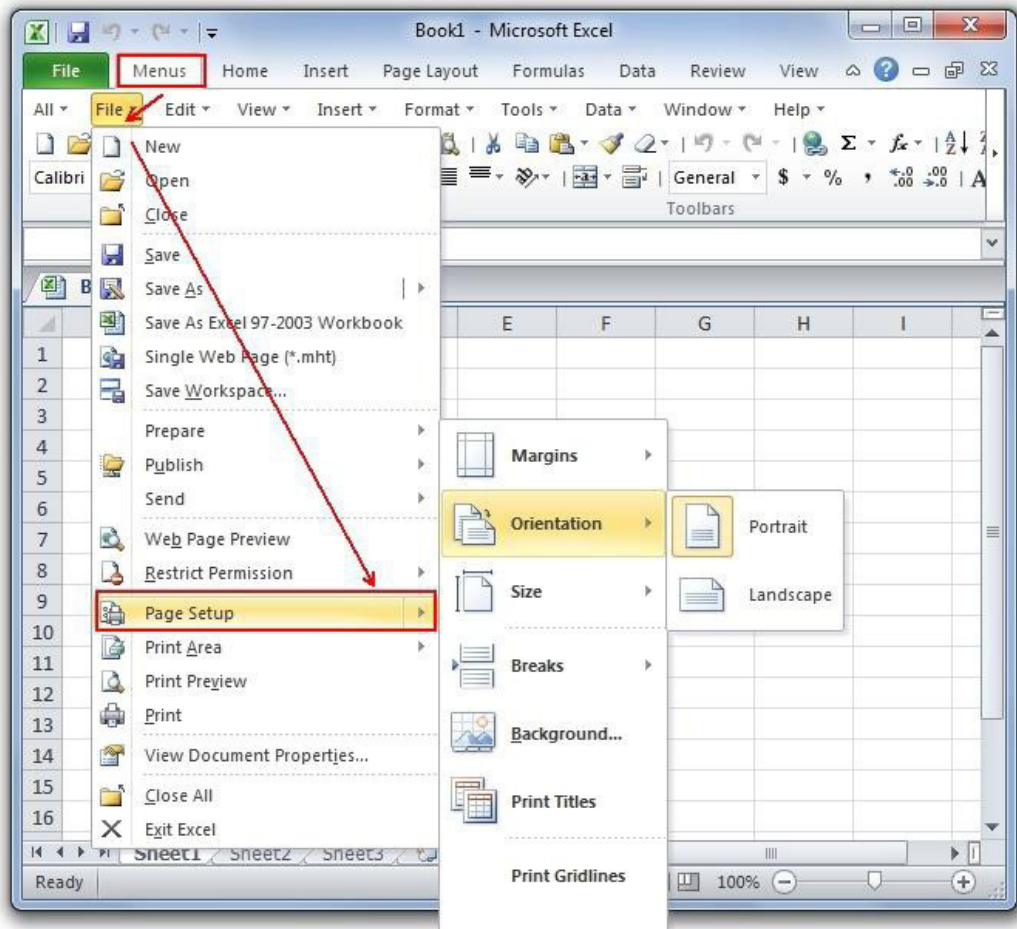 Book1 - Microsoft Excel
File Menus Home Insert Page Layout Formulas Data Review View
All File Edit View Insert Format Tools Data Window Help
Calibri General $ % , .00
Toolbars
New
Open
Close
Save
Save As
Save As Excel 97-2003 Workbook
Single Web Page (*.mht)
Save Workspace...
Prepare
Publish
Send
Web Page Preview
Restrict Permission
Page Setup
Print Area
Print Preview
Print
View Document Properties...
Close All
Exit Excel
Margins
Orientation
Size
Breaks
Background...
Print Titles
Print Gridlines
Portrait
Landscape
E F G H I
1
2
3
4
5
6
7
8
9
10
11
12
13
14
15
16
Sheet1 Sheet2 Sheet3
Ready 100%